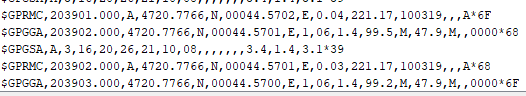 $GPRMC,203901.000,A,4720.7766,N,00044.5702,E,0.04,221.17,100319,,,A*6F
$GPGGA,203902.000,4720.7766,N,00044.5701,E,1,06,1.4,99.5,M,47.9,M,,0000*68
$GPGSA,A,3,16,20,26,21,10,08,,,,,,,3.4,1.4,3.1*39
$GPRMC,203902.000,A,4720.7766,N,00044.5701,E,0.03,221.17,100319,,,A*68
$GPGGA,203903.000,4720.7766,N,00044.5700,E,1,06,1.4,99.2,M,47.9,M,,0000*6F